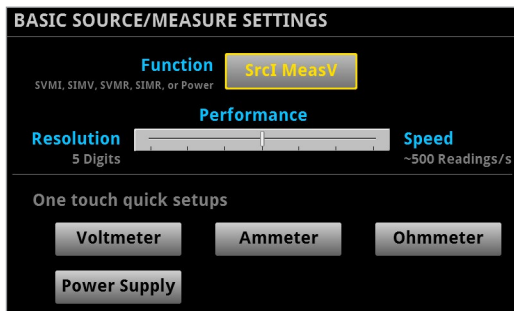 BASIC SOURCE/MEASURE SETTINGS
Function
SrcI MeasV
SVMI, SIMV, SVMR, SIMR, or Power
Performance
Resolution
Speed
5 Digits
~500 Readings/s
One touch quick setups
Voltmeter
Ammeter
Ohmmeter
Power Supply